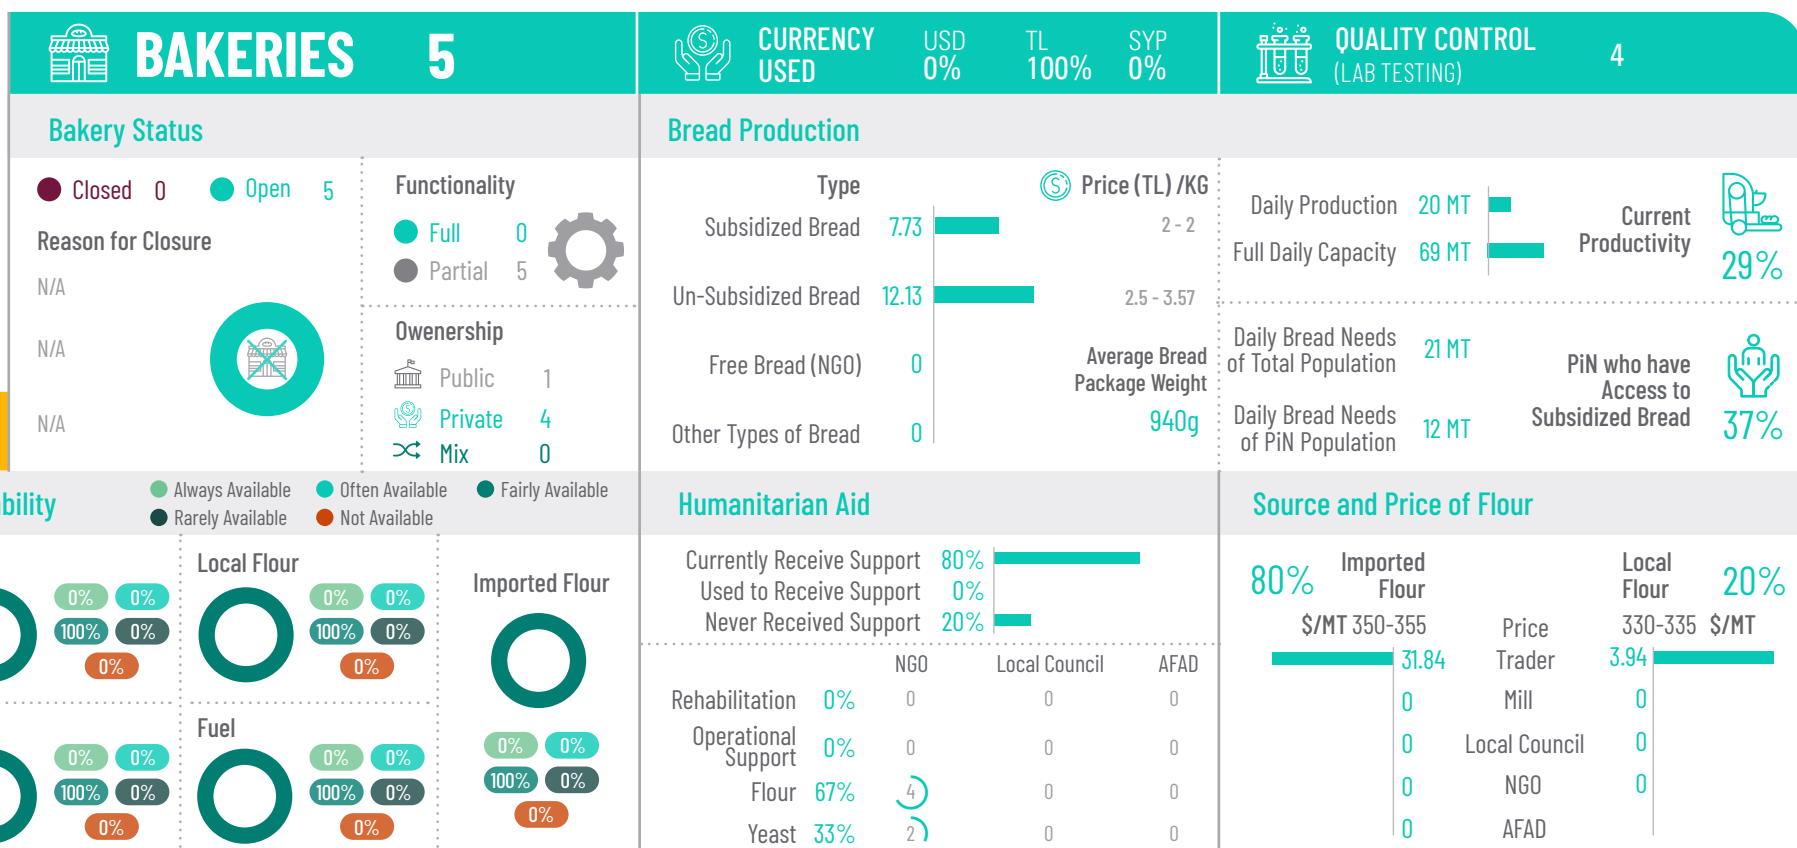 BAKERIES 5
CURRENCY
USED
USD
0%
TL
100%
SYP
0%
QUALITY CONTROL
(LAB TESTING)
4
Bakery Status
Closed 0
Open 5
Reason for Closure
N/A
N/A
N/A
Functionality
Full 0
Partial 5
Owenership
Public 1
Private 4
Mix 0
Bread Production
Type
Price (TL) /KG
Subsidized Bread 7.73 2 - 2
Un-Subsidized Bread 12.13 2.5 - 3.57
Free Bread (NGO) 0
Other Types of Bread 0
Average Bread
Package Weight
940g
Daily Production 20 MT
Full Daily Capacity 69 MT
Current
Productivity
29%
Daily Bread Needs
of Total Population
21 MT
Daily Bread Needs
of PiN Population
12 MT
PiN who have
Access to
Subsidized Bread
37%
bility
Always Available
Often Available
Fairly Available
Rarely Available
Not Available
0% 0%
100% 0%
0%
Local Flour
0% 0%
100% 0%
0%
Imported Flour
0% 0%
100% 0%
0%
0% 0%
100% 0%
0%
Fuel
0% 0%
100% 0%
0%
Humanitarian Aid
Currently Receive Support 80%
Used to Receive Support 0%
Never Received Support 20%
NGO Local Council AFAD
Rehabilitation 0% 0 0 0
Operational
Support
0% 0 0 0
Flour 67% 4 0 0
Yeast 33% 2 0 0
Source and Price of Flour
80%
Imported
Flour
Local
Flour
20%
$/MT 350-355 Price 330-335 $/MT
31.84 Trader 3.94
0 Mill 0
0 Local Council 0
0 NGO 0
0 AFAD